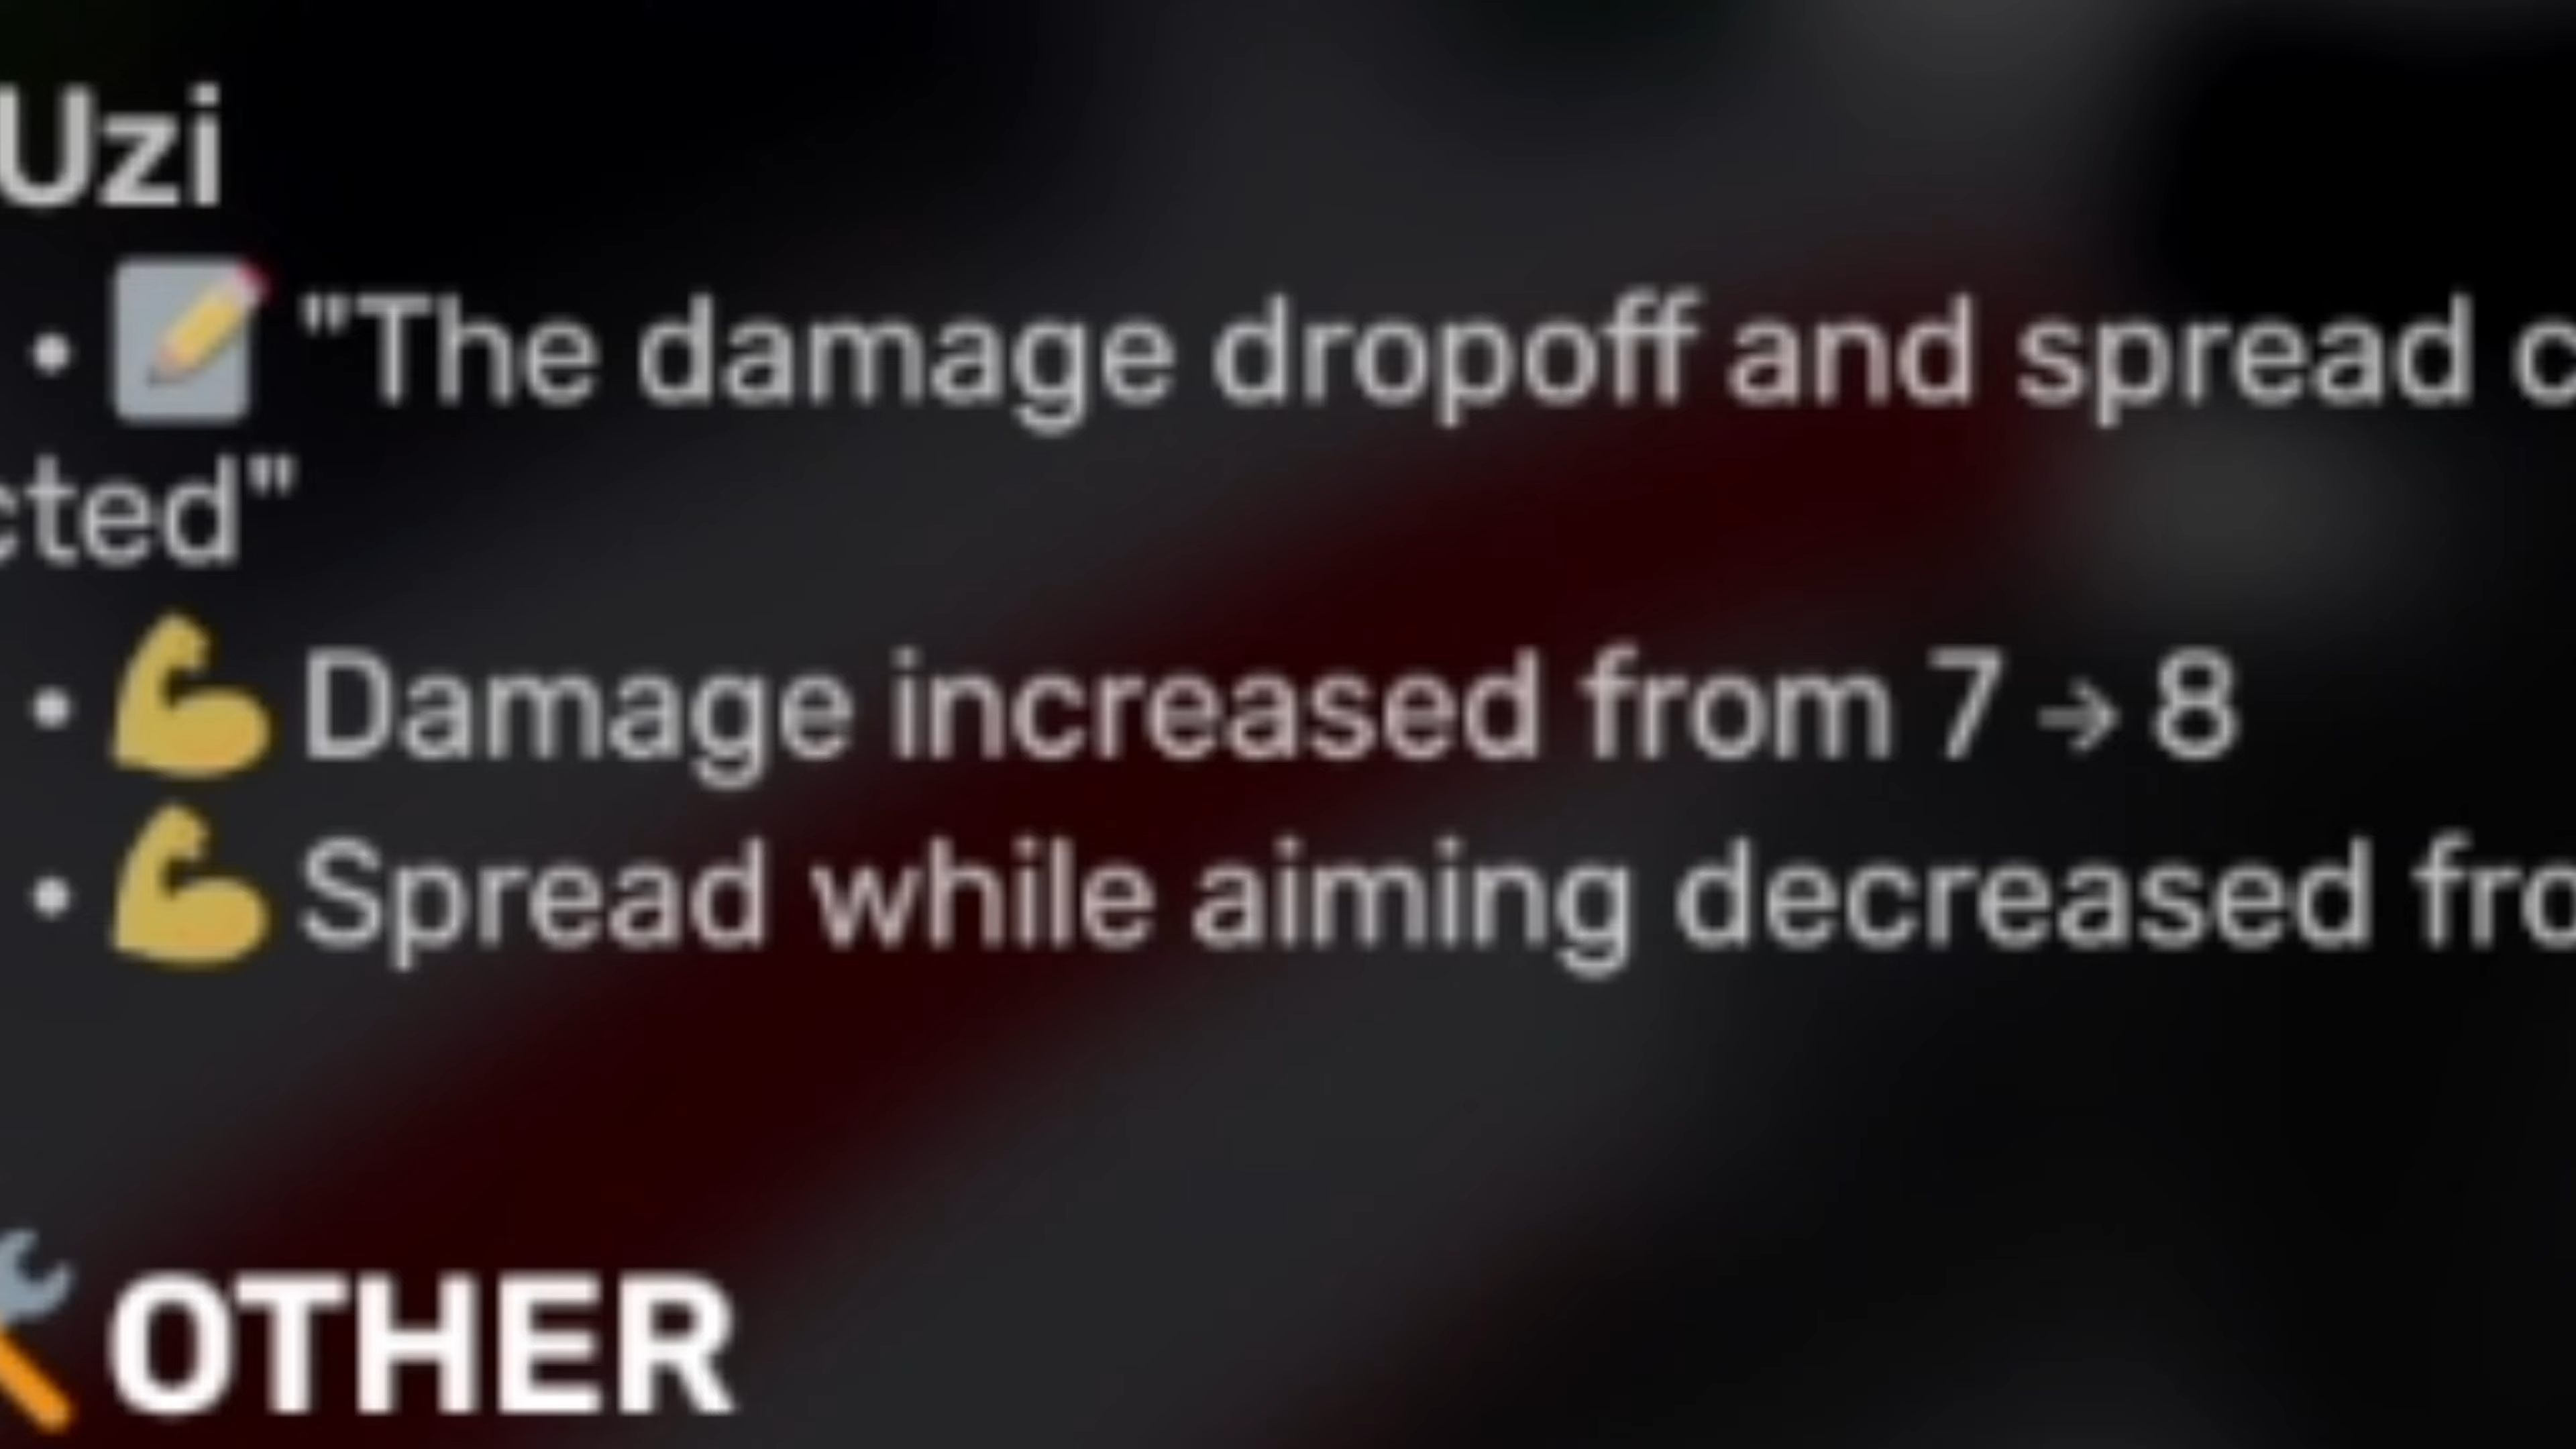 Uzi
• 📝 "The damage dropoff and spread c
cted"
• 💪 Damage increased from 7 → 8
• 💪 Spread while aiming decreased fro
🔧 OTHER